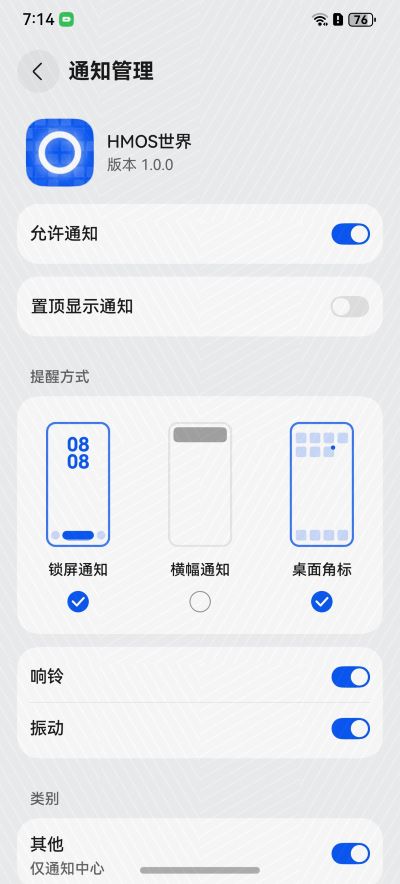 7:14
76
通知管理
HMOS世界
版本 1.0.0
允许通知
置顶显示通知
提醒方式
08
08
锁屏通知
横幅通知
桌面角标
响铃
振动
类别
其他
仅通知中心